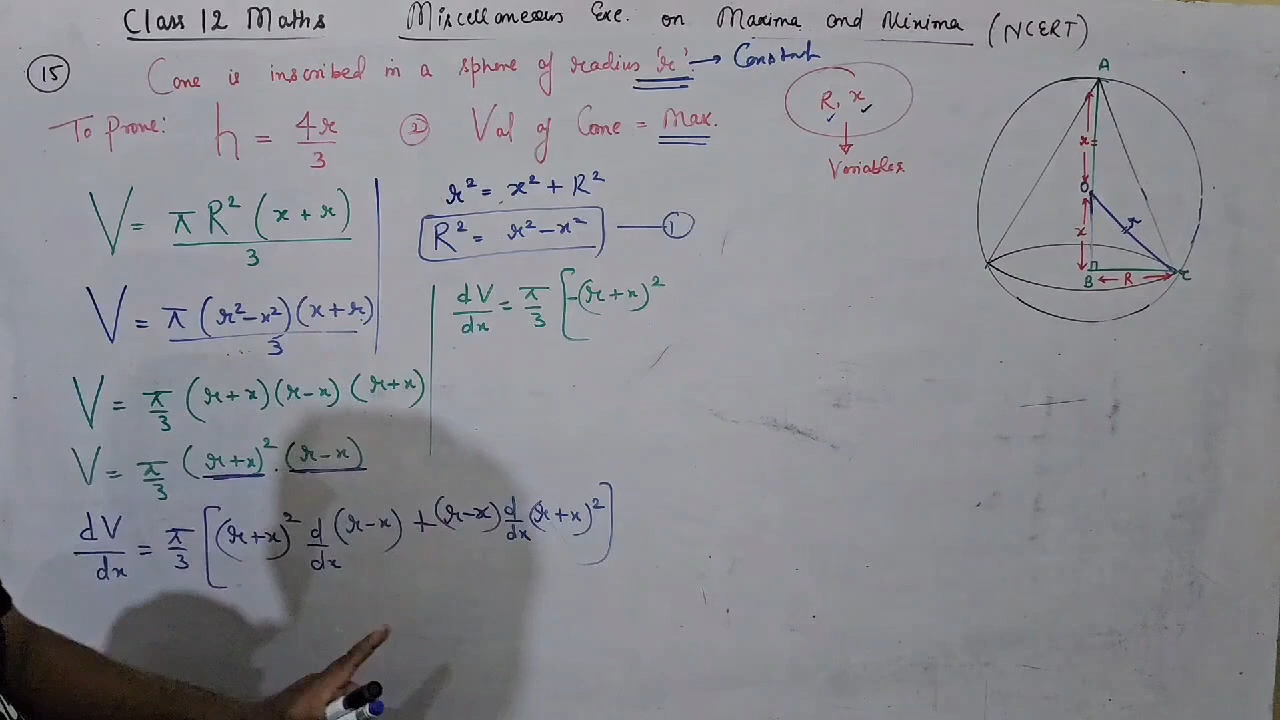 Class 12 Maths Miscellaneous Exe. on Maxima and Minima (NCERT)
(15) Cone is inscribed in a sphere of radius 'r' → Constant
To prove: h = 4r/3 (2) Vol of Cone = Max.
R, x
Variables
V = πR² (x + r)/3
r² = x² + R²
R² = r² − x² — (1)
V = π(r² − x²)(x + r)/3
dV/dx = π/3 [−(r + x)²
V = π/3 (r+x)(r−x)(r+x)
V = π/3 (r+x)² . (r−x)
dV/dx = π/3 [(r+x)² d/dx (r−x) + (r−x) d/dx (r+x)²]
A
r
O
x
r
B
R
C